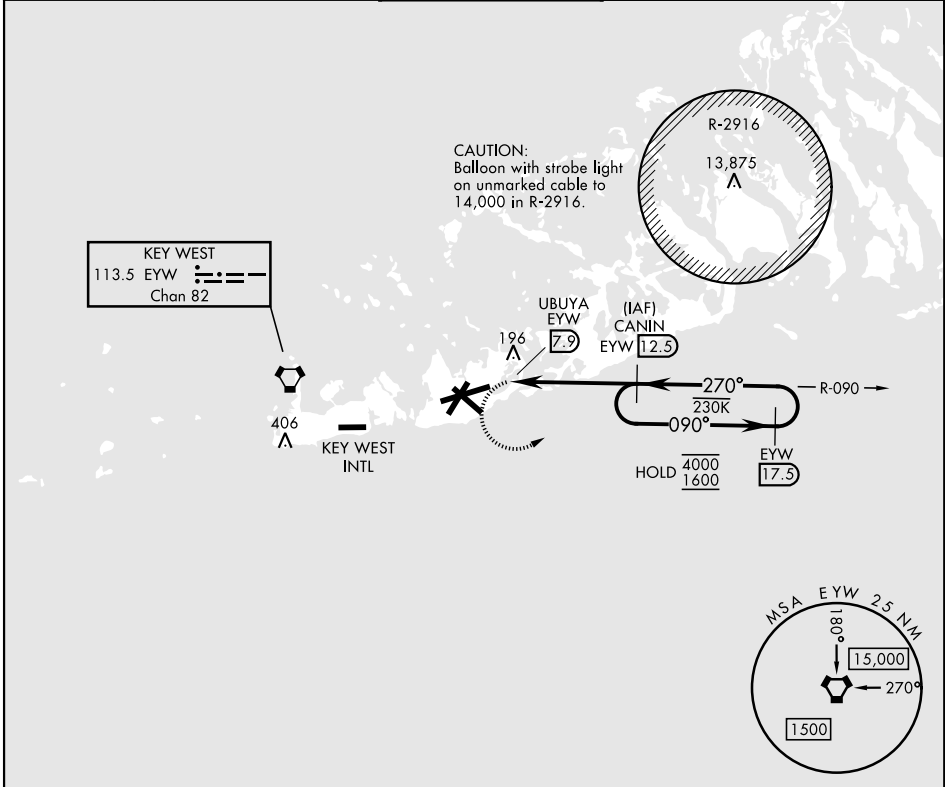 R-2916
13,875
CAUTION:
Balloon with strobe light
on unmarked cable to
14,000 in R-2916.
KEY WEST
113.5 EYW
Chan 82
UBUYA
EYW
7.9
(IAF)
CANIN
EYW 12.5
196
270°
R-090
230K
090°
406
KEY WEST
INTL
HOLD 4000
1600
EYW
17.5
MSA EYW 25 NM
180°
15,000
270°
1500